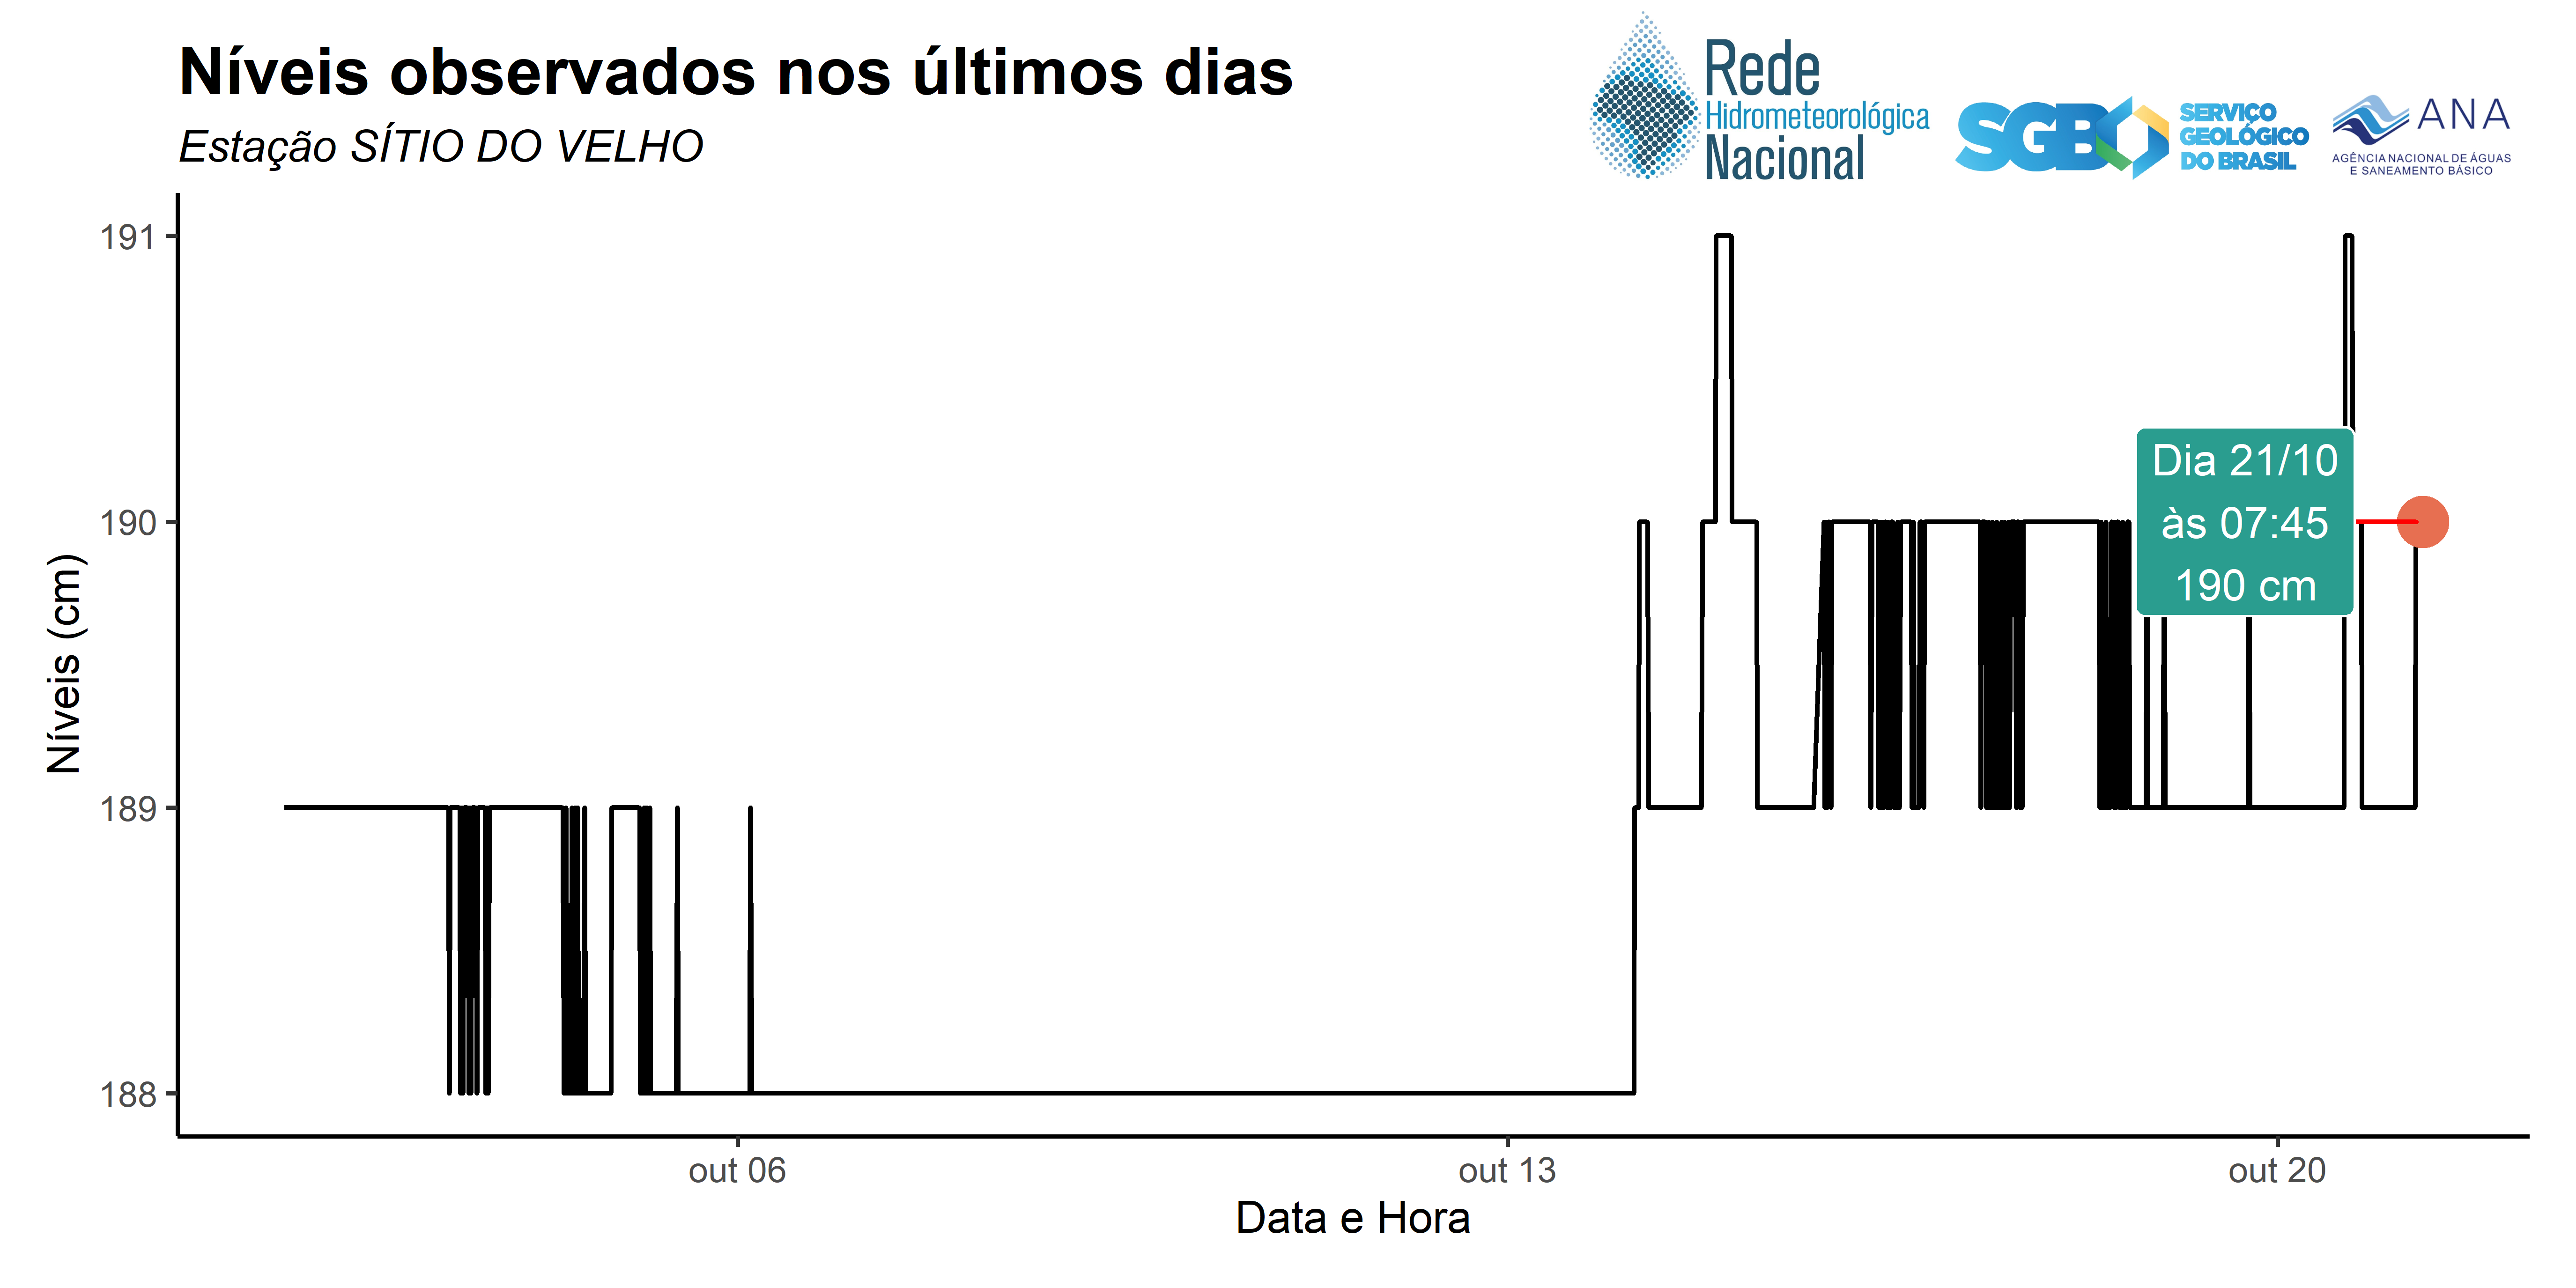 Níveis observados nos últimos dias
Estação SÍTIO DO VELHO
Rede
Hidrometeorológica
Nacional
SGB
SERVIÇO
GEOLÓGICO
DO BRASIL
ANA
AGÊNCIA NACIONAL DE ÁGUAS
E SANEAMENTO BÁSICO
Níveis (cm)
191
190
189
188
Dia 21/10
às 07:45
190 cm
out 06
out 13
out 20
Data e Hora